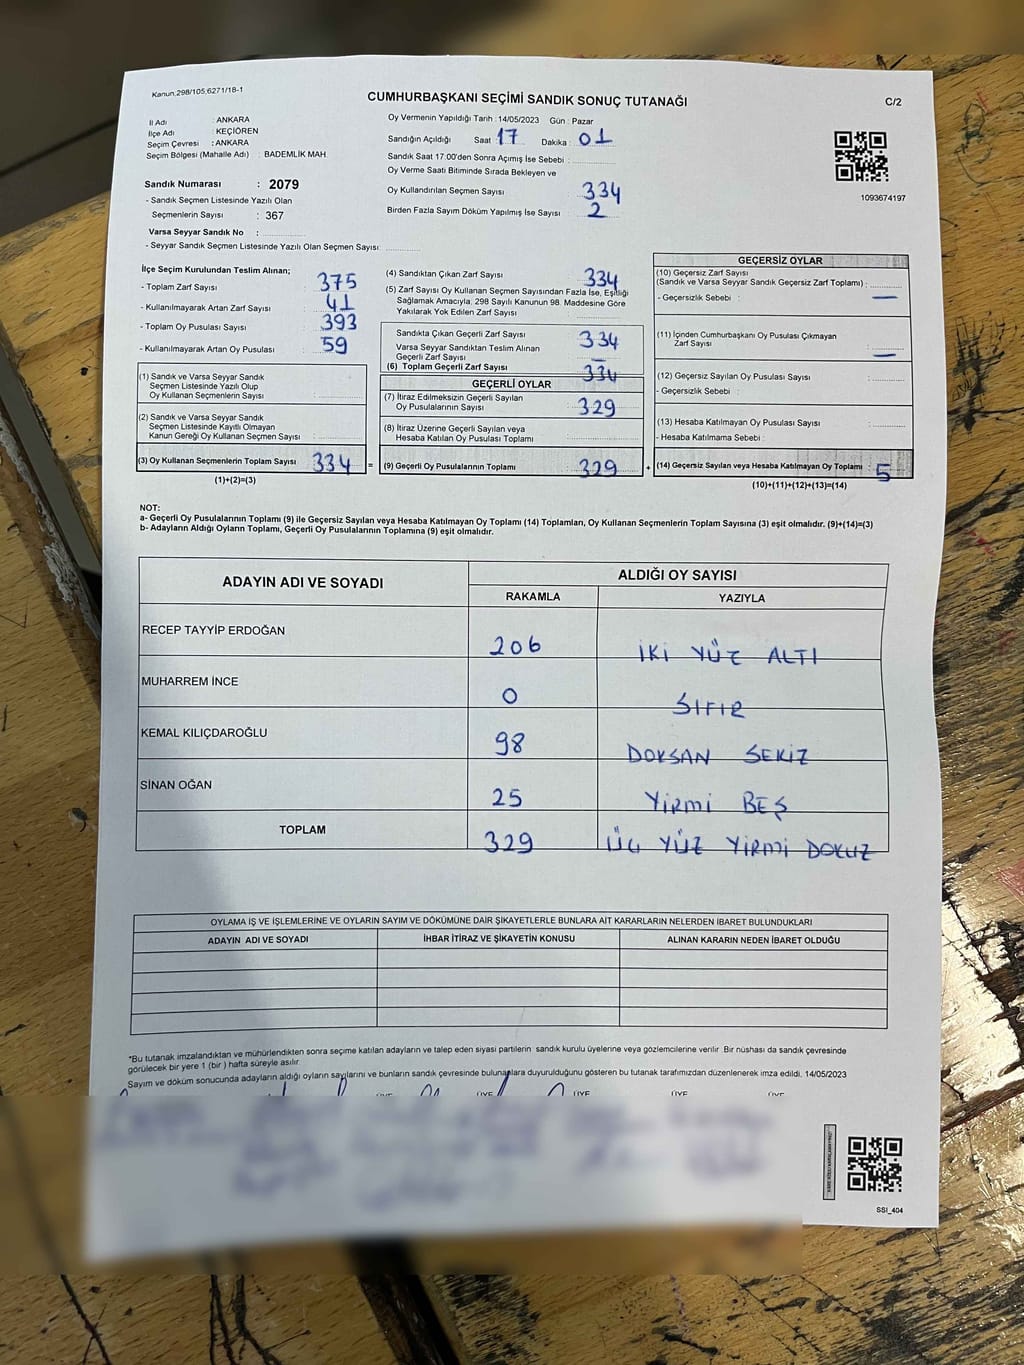 Kanun:298/105,6271/18-1
CUMHURBAŞKANI SEÇİMİ SANDIK SONUÇ TUTANAĞI
C/2
İl Adı : ANKARA
İlçe Adı : KEÇİÖREN
Seçim Çevresi : ANKARA
Seçim Bölgesi (Mahalle Adı) : BADEMLİK MAH.
Sandık Numarası : 2079
- Sandık Seçmen Listesinde Yazılı Olan
Seçmenlerin Sayısı : 367
Varsa Seyyar Sandık No :
- Seyyar Sandık Seçmen Listesinde Yazılı Olan Seçmen Sayısı:
Oy Vermenin Yapıldığı Tarih : 14/05/2023 Gün : Pazar
Sandığın Açıldığı Saat 17 Dakika : 01
Sandık Saat 17:00'den Sonra Açımış İse Sebebi :
Oy Verme Saati Bitiminde Sırada Bekleyen ve
Oy Kullandırılan Seçmen Sayısı 334
Birden Fazla Sayım Döküm Yapılmış İse Sayısı 2
1093674197
İlçe Seçim Kurulundan Teslim Alınan;
- Toplam Zarf Sayısı 375
- Kullanılmayarak Artan Zarf Sayısı 41
- Toplam Oy Pusulası Sayısı 393
- Kullanılmayarak Artan Oy Pusulası 59
(1) Sandık ve Varsa Seyyar Sandık
Seçmen Listesinde Yazılı Olup
Oy Kullanan Seçmenlerin Sayısı :
(2) Sandık ve Varsa Seyyar Sandık
Seçmen Listesinde Kayıtlı Olmayan
Kanun Gereği Oy Kullanan Seçmen Sayısı :
(3) Oy Kullanan Seçmenlerin Toplam Sayısı 334
(1)+(2)=(3)
=
(4) Sandıktan Çıkan Zarf Sayısı 334
(5) Zarf Sayısı Oy Kullanan Seçmen Sayısından Fazla İse, Eşitliği
Sağlamak Amacıyla, 298 Sayılı Kanunun 98. Maddesine Göre
Yakılarak Yok Edilen Zarf Sayısı :
Sandıkta Çıkan Geçerli Zarf Sayısı 334
Varsa Seyyar Sandıktan Teslim Alınan
Geçerli Zarf Sayısı –
(6) Toplam Geçerli Zarf Sayısı 334
GEÇERLİ OYLAR
(7) İtiraz Edilmeksizin Geçerli Sayılan
Oy Pusulalarının Sayısı 329
(8) İtiraz Üzerine Geçerli Sayılan veya
Hesaba Katılan Oy Pusulası Toplamı
(9) Geçerli Oy Pusulalarının Toplamı 329
+
GEÇERSİZ OYLAR
(10) Geçersiz Zarf Sayısı
(Sandık ve Varsa Seyyar Sandık Geçersiz Zarf Toplamı) :
- Geçersizlik Sebebi : —
(11) İçinden Cumhurbaşkanı Oy Pusulası Çıkmayan
Zarf Sayısı : —
(12) Geçersiz Sayılan Oy Pusulası Sayısı :
- Geçersizlik Sebebi :
(13) Hesaba Katılmayan Oy Pusulası Sayısı :
- Hesaba Katılmama Sebebi :
(14) Geçersiz Sayılan veya Hesaba Katılmayan Oy Toplamı : 5
(10)+(11)+(12)+(13)=(14)
NOT:
a- Geçerli Oy Pusulalarının Toplamı (9) ile Geçersiz Sayılan veya Hesaba Katılmayan Oy Toplamı (14) Toplamları, Oy Kullanan Seçmenlerin Toplam Sayısına (3) eşit olmalıdır. (9)+(14)=(3)
b- Adayların Aldığı Oyların Toplamı, Geçerli Oy Pusulalarının Toplamına (9) eşit olmalıdır.
ADAYIN ADI VE SOYADI
ALDIĞI OY SAYISI
RAKAMLA YAZIYLA
RECEP TAYYİP ERDOĞAN 206 İKİ YÜZ ALTI
MUHARREM İNCE 0 SIFIR
KEMAL KILIÇDAROĞLU 98 DOKSAN SEKİZ
SİNAN OĞAN 25 YİRMİ BEŞ
TOPLAM 329 ÜÇ YÜZ YİRMİ DOKUZ
OYLAMA İŞ VE İŞLEMLERİNE VE OYLARIN SAYIM VE DÖKÜMÜNE DAİR ŞİKAYETLERLE BUNLARA AİT KARARLARIN NELERDEN İBARET BULUNDUKLARI
ADAYIN ADI VE SOYADI İHBAR İTİRAZ VE ŞİKAYETİN KONUSU ALINAN KARARIN NEDEN İBARET OLDUĞU
*Bu tutanak imzalandıktan ve mühürlendikten sonra seçime katılan adayların ve talep eden siyasi partilerin sandık kurulu üyelerine veya gözlemcilerine verilir. Bir nüshası da sandık çevresinde
görülecek bir yere 1 (bir) hafta süreyle asılır.
Sayım ve döküm sonucunda adayların aldığı oyların sayılarını ve bunların sandık çevresinde bulunanlara duyurulduğunu gösteren bu tutanak tarafımızdan düzenlenerek imza edildi. 14/05/2023
ÜYE ÜYE ÜYE ÜYE ÜYE
SSI_404